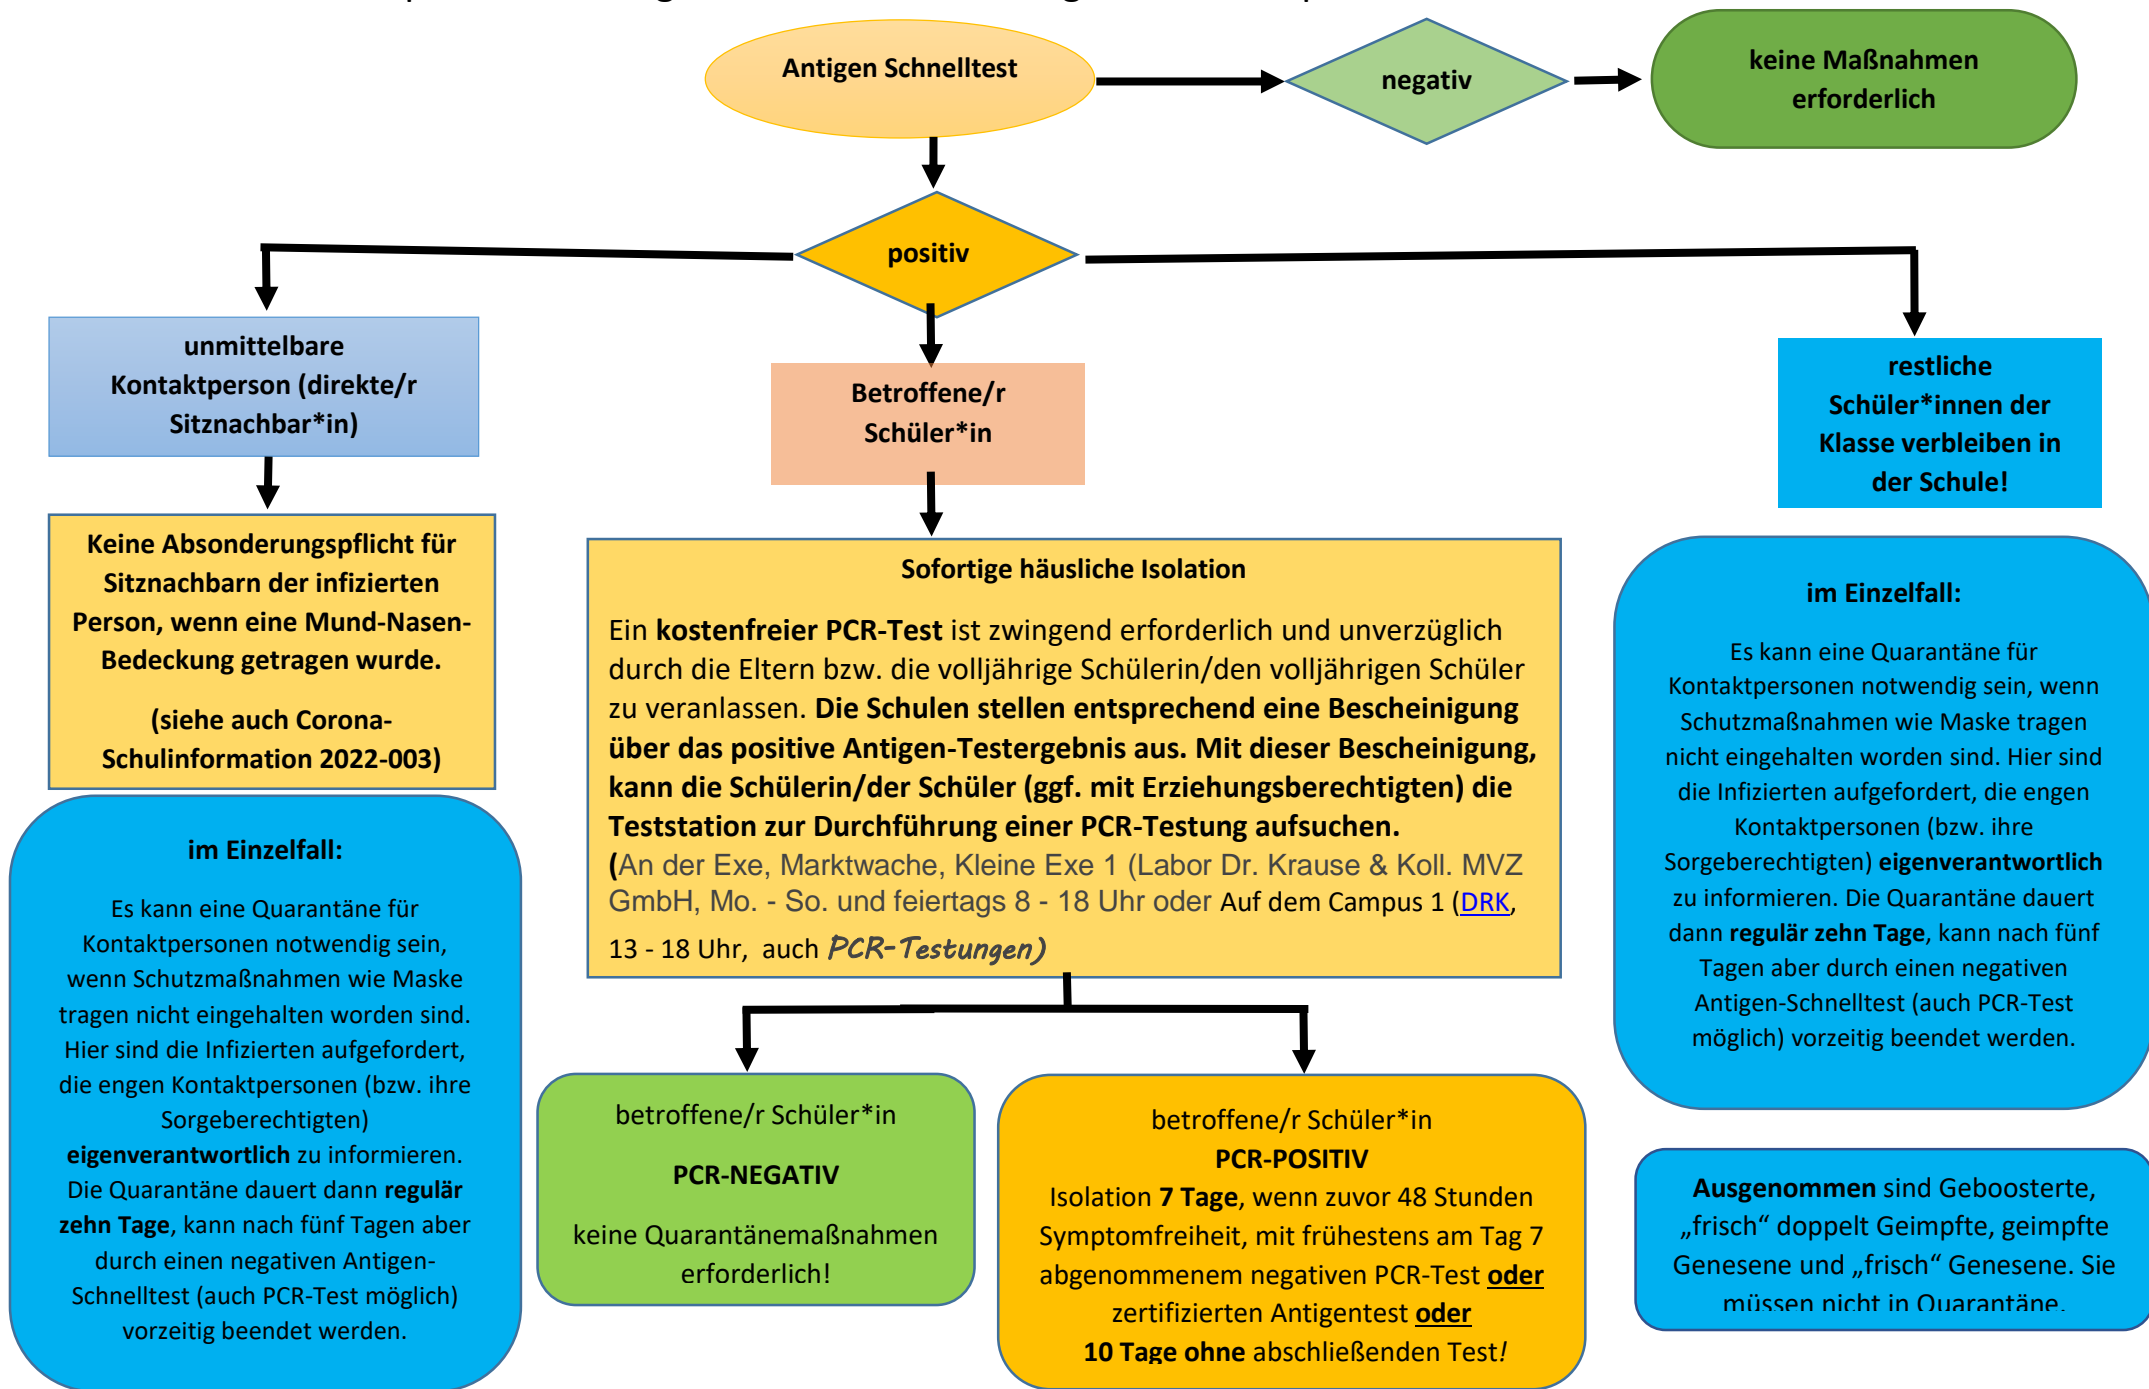 Antigen Schnelltest
negativ
keine Maßnahmen
erforderlich
positiv
unmittelbare
Kontaktperson (direkte/r
Sitznachbar*in)
Betroffene/r
Schüler*in
restliche
Schüler*innen der
Klasse verbleiben in
der Schule!
Keine Absonderungspflicht für
Sitznachbarn der infizierten
Person, wenn eine Mund-Nasen-
Bedeckung getragen wurde.
(siehe auch Corona-
Schulinformation 2022-003)
Sofortige häusliche Isolation
Ein kostenfreier PCR-Test ist zwingend erforderlich und unverzüglich
durch die Eltern bzw. die volljährige Schülerin/den volljährigen Schüler
zu veranlassen. Die Schulen stellen entsprechend eine Bescheinigung
über das positive Antigen-Testergebnis aus. Mit dieser Bescheinigung,
kann die Schülerin/der Schüler (ggf. mit Erziehungsberechtigten) die
Teststation zur Durchführung einer PCR-Testung aufsuchen.
(An der Exe, Marktwache, Kleine Exe 1 (Labor Dr. Krause & Koll. MVZ
GmbH, Mo. - So. und feiertags 8 - 18 Uhr oder Auf dem Campus 1 (DRK,
13 - 18 Uhr, auch PCR-Testungen)
im Einzelfall:
Es kann eine Quarantäne für
Kontaktpersonen notwendig sein, wenn
Schutzmaßnahmen wie Maske tragen
nicht eingehalten worden sind. Hier sind
die Infizierten aufgefordert, die engen
Kontaktpersonen (bzw. ihre
Sorgeberechtigten) eigenverantwortlich
zu informieren. Die Quarantäne dauert
dann regulär zehn Tage, kann nach fünf
Tagen aber durch einen negativen
Antigen-Schnelltest (auch PCR-Test
möglich) vorzeitig beendet werden.
im Einzelfall:
Es kann eine Quarantäne für
Kontaktpersonen notwendig sein,
wenn Schutzmaßnahmen wie Maske
tragen nicht eingehalten worden sind.
Hier sind die Infizierten aufgefordert,
die engen Kontaktpersonen (bzw. ihre
Sorgeberechtigten)
eigenverantwortlich zu informieren.
Die Quarantäne dauert dann regulär
zehn Tage, kann nach fünf Tagen aber
durch einen negativen Antigen-
Schnelltest (auch PCR-Test möglich)
vorzeitig beendet werden.
betroffene/r Schüler*in
PCR-NEGATIV
keine Quarantänemaßnahmen
erforderlich!
betroffene/r Schüler*in
PCR-POSITIV
Isolation 7 Tage, wenn zuvor 48 Stunden
Symptomfreiheit, mit frühestens am Tag 7
abgenommenem negativen PCR-Test oder
zertifizierten Antigentest oder
10 Tage ohne abschließenden Test!
Ausgenommen sind Geboosterte,
„frisch“ doppelt Geimpfte, geimpfte
Genesene und „frisch“ Genesene. Sie
müssen nicht in Quarantäne.